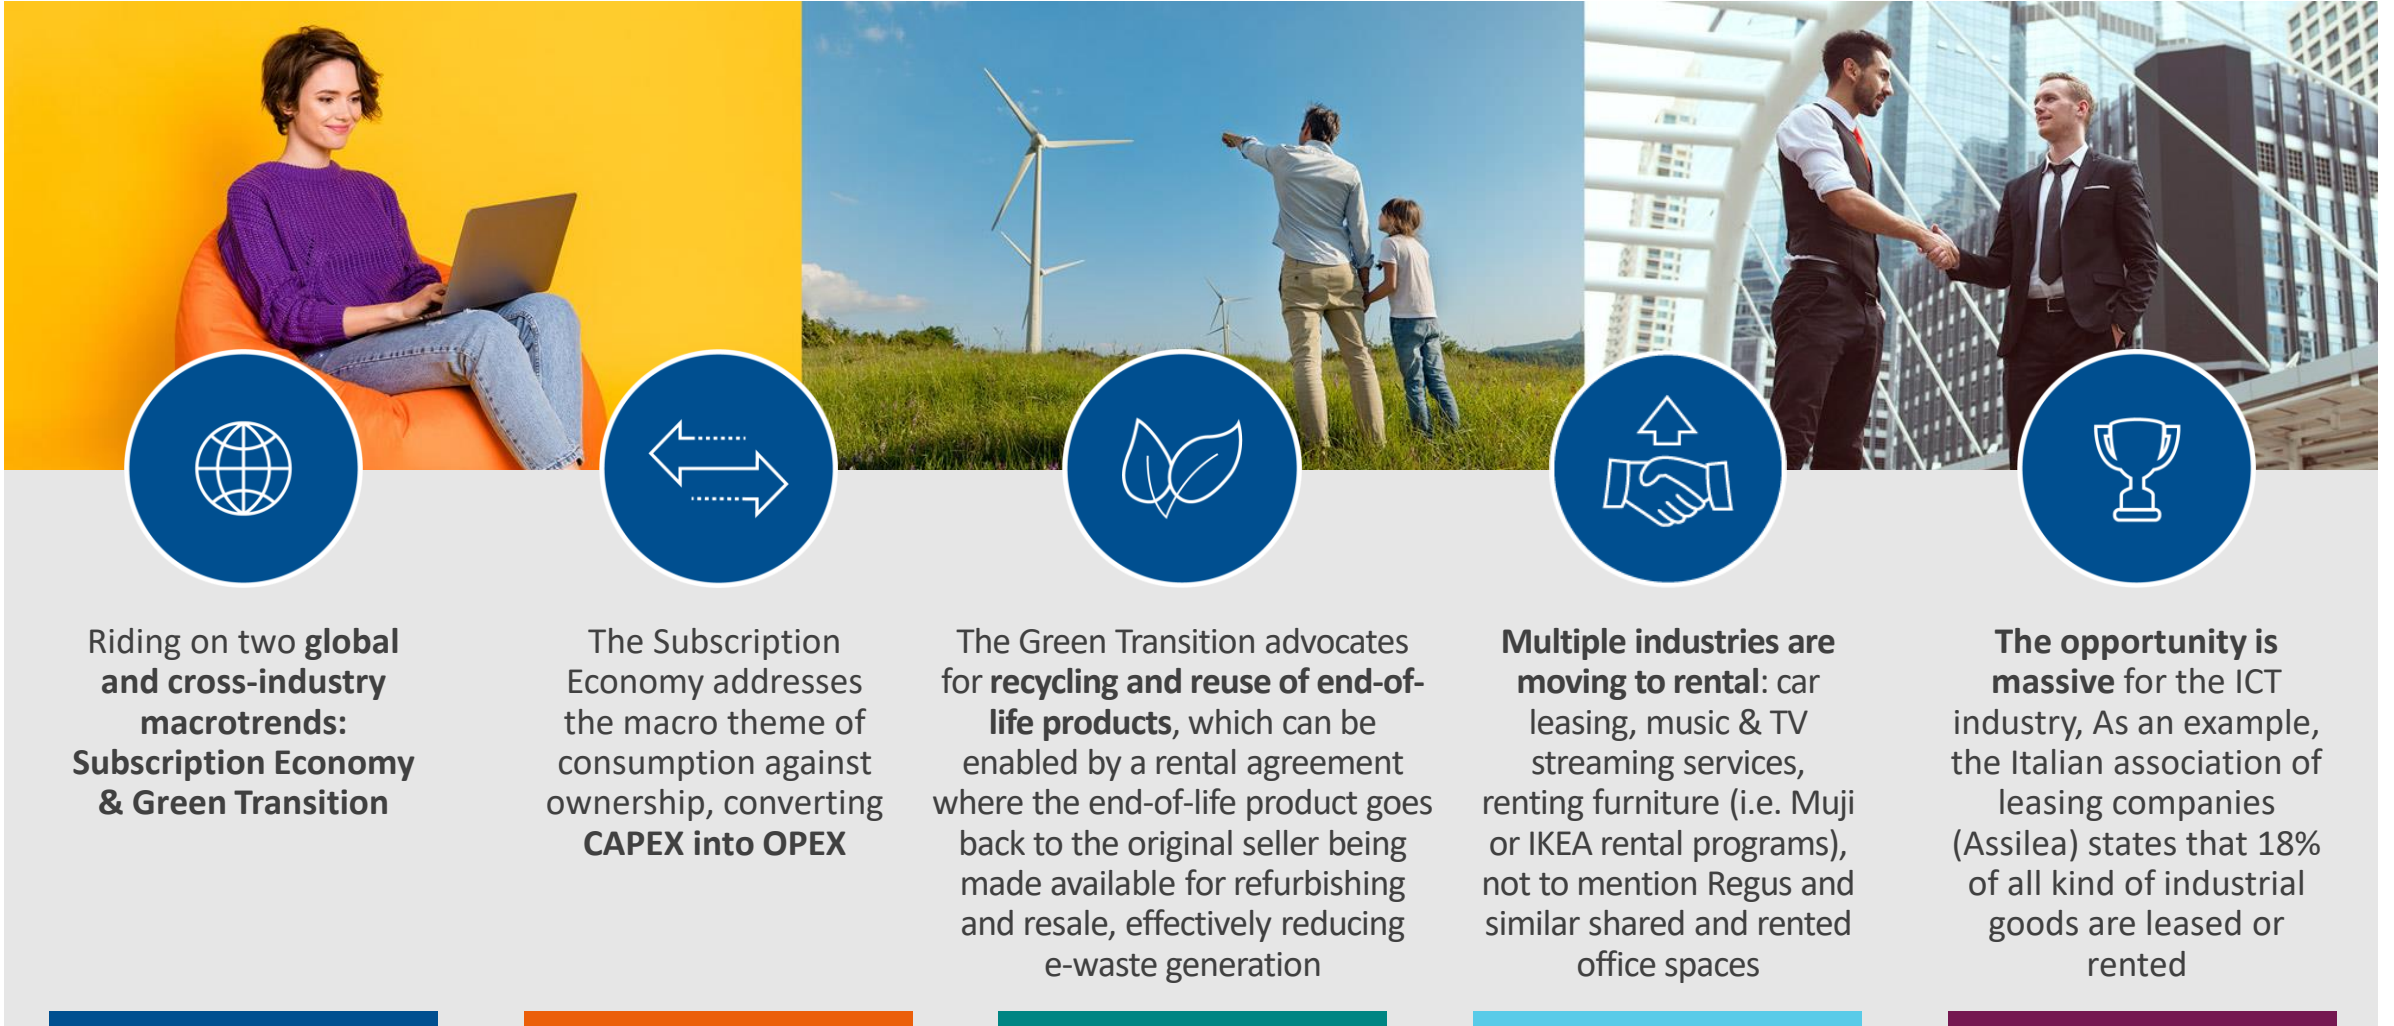 Riding on two global
and cross-industry
macrotrends:
Subscription Economy
& Green Transition
The Subscription
Economy addresses
the macro theme of
consumption against
ownership, converting
CAPEX into OPEX
The Green Transition advocates
for recycling and reuse of end-of-
life products, which can be
enabled by a rental agreement
where the end-of-life product goes
back to the original seller being
made available for refurbishing
and resale, effectively reducing
e-waste generation
Multiple industries are
moving to rental: car
leasing, music & TV
streaming services,
renting furniture (i.e. Muji
or IKEA rental programs),
not to mention Regus and
similar shared and rented
office spaces
The opportunity is
massive for the ICT
industry, As an example,
the Italian association of
leasing companies
(Assilea) states that 18%
of all kind of industrial
goods are leased or
rented